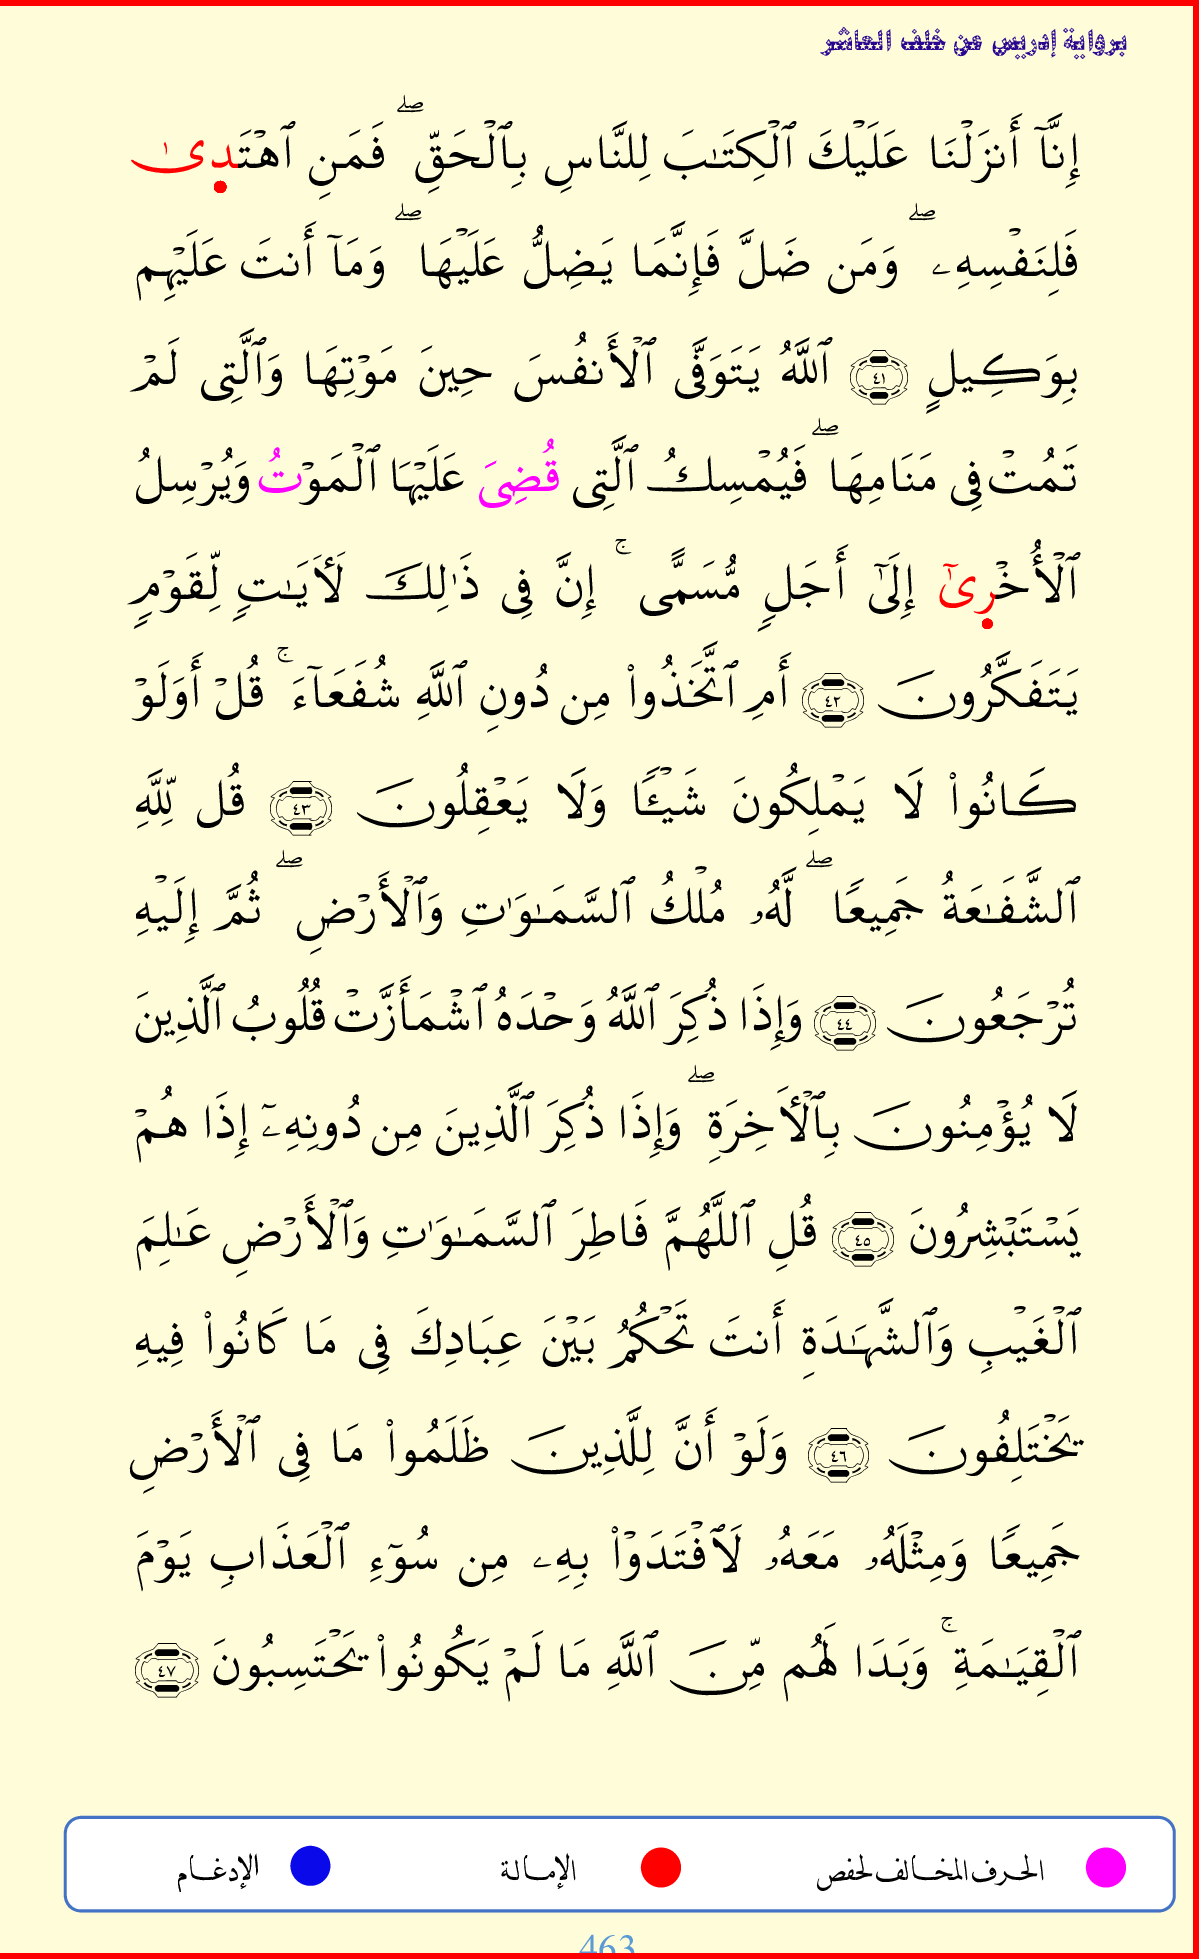 برواية إدريس عن خلف العاشر
إِنَّآ أَنزَلْنَا عَلَيْكَ ٱلْكِتَٰبَ لِلنَّاسِ بِٱلْحَقِّ ۖ فَمَنِ ٱهْتَدِىٰ
فَلِنَفْسِهِۦ ۖ وَمَن ضَلَّ فَإِنَّمَا يَضِلُّ عَلَيْهَا ۖ وَمَآ أَنتَ عَلَيْهِم
بِوَكِيلٍ ٤١ ٱللَّهُ يَتَوَفَّى ٱلْأَنفُسَ حِينَ مَوْتِهَا وَٱلَّتِى لَمْ
تَمُتْ فِى مَنَامِهَا ۖ فَيُمْسِكُ ٱلَّتِى قُضِىَ عَلَيْهَا ٱلْمَوْتُ وَيُرْسِلُ
ٱلْأُخْرِىٰٓ إِلَىٰٓ أَجَلٍ مُّسَمًّى ۚ إِنَّ فِى ذَٰلِكَ لَأٓيَٰتٍ لِّقَوْمٍ
يَتَفَكَّرُونَ ٤٢ أَمِ ٱتَّخَذُوا۟ مِن دُونِ ٱللَّهِ شُفَعَآءَ ۚ قُلْ أَوَلَوْ
كَانُوا۟ لَا يَمْلِكُونَ شَيْـًٔا وَلَا يَعْقِلُونَ ٤٣ قُل لِّلَّهِ
ٱلشَّفَٰعَةُ جَمِيعًا ۖ لَّهُۥ مُلْكُ ٱلسَّمَٰوَٰتِ وَٱلْأَرْضِ ۖ ثُمَّ إِلَيْهِ
تُرْجَعُونَ ٤٤ وَإِذَا ذُكِرَ ٱللَّهُ وَحْدَهُ ٱشْمَأَزَّتْ قُلُوبُ ٱلَّذِينَ
لَا يُؤْمِنُونَ بِٱلْأٓخِرَةِ ۖ وَإِذَا ذُكِرَ ٱلَّذِينَ مِن دُونِهِۦٓ إِذَا هُمْ
يَسْتَبْشِرُونَ ٤٥ قُلِ ٱللَّهُمَّ فَاطِرَ ٱلسَّمَٰوَٰتِ وَٱلْأَرْضِ عَٰلِمَ
ٱلْغَيْبِ وَٱلشَّهَٰدَةِ أَنتَ تَحْكُمُ بَيْنَ عِبَادِكَ فِى مَا كَانُوا۟ فِيهِ
يَخْتَلِفُونَ ٤٦ وَلَوْ أَنَّ لِلَّذِينَ ظَلَمُوا۟ مَا فِى ٱلْأَرْضِ
جَمِيعًا وَمِثْلَهُۥ مَعَهُۥ لَٱفْتَدَوْا۟ بِهِۦ مِن سُوٓءِ ٱلْعَذَابِ يَوْمَ
ٱلْقِيَٰمَةِ ۚ وَبَدَا لَهُم مِّنَ ٱللَّهِ مَا لَمْ يَكُونُوا۟ يَحْتَسِبُونَ ٤٧
الحرف المخالف لحفص الإمالة الإدغام
463